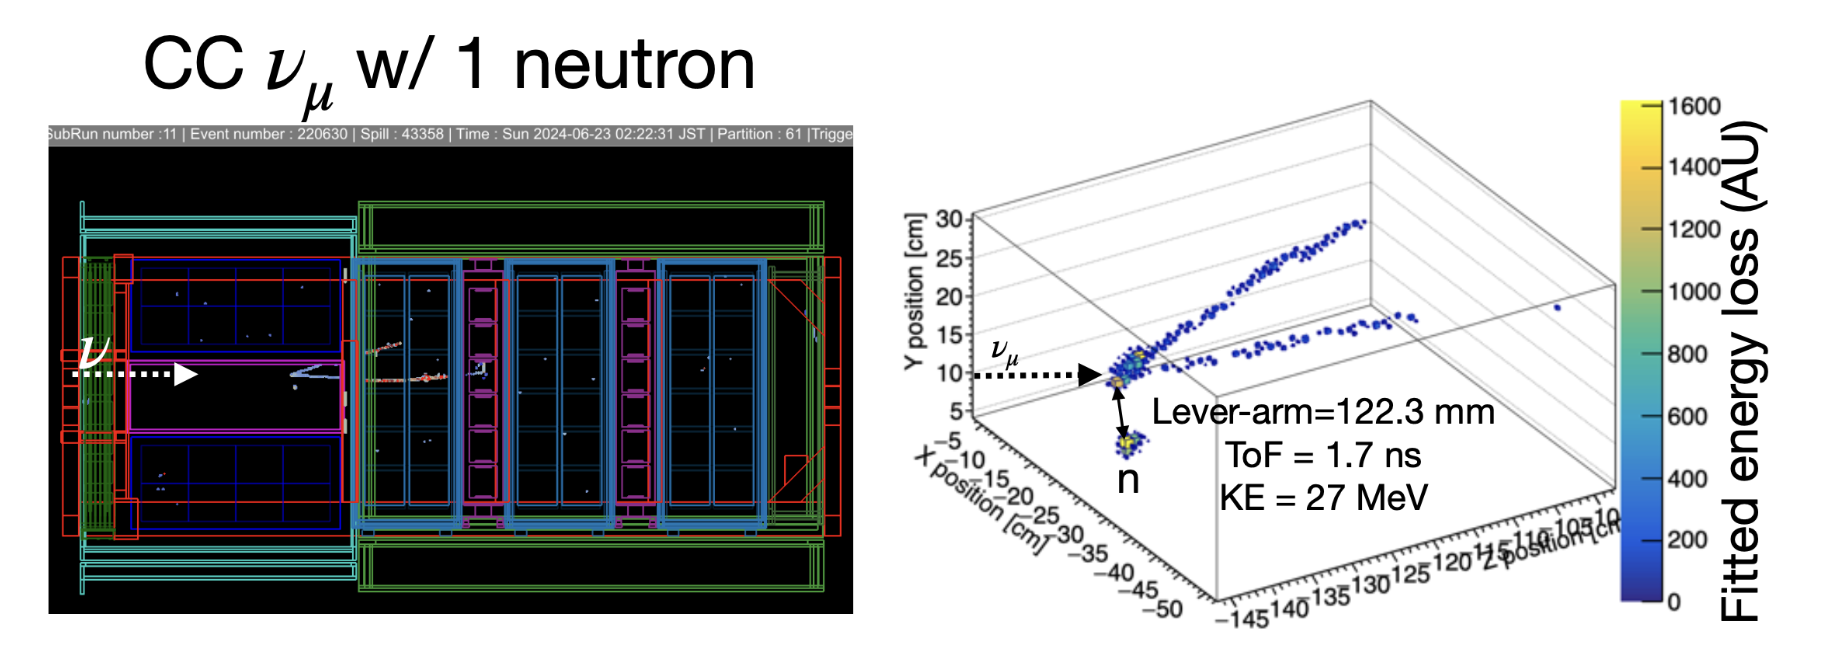 CC ν_μ w/ 1 neutron
SubRun number :11 | Event number : 220630 | Spill : 43358 | Time : Sun 2024-06-23 02:22:31 JST | Partition : 61 |Trigge
ν
Y position [cm]
30
25
20
15
10
5
ν_μ
Lever-arm=122.3 mm
ToF = 1.7 ns
KE = 27 MeV
n
X position [cm]
−5
−10
−15
−20
−25
−30
−35
−40
−45
−50
−145
−140
−135
−130
−125
−120
−115
−110
−105
−10
Z position [cm
1600
1400
1200
1000
800
600
400
200
0
Fitted energy loss (AU)